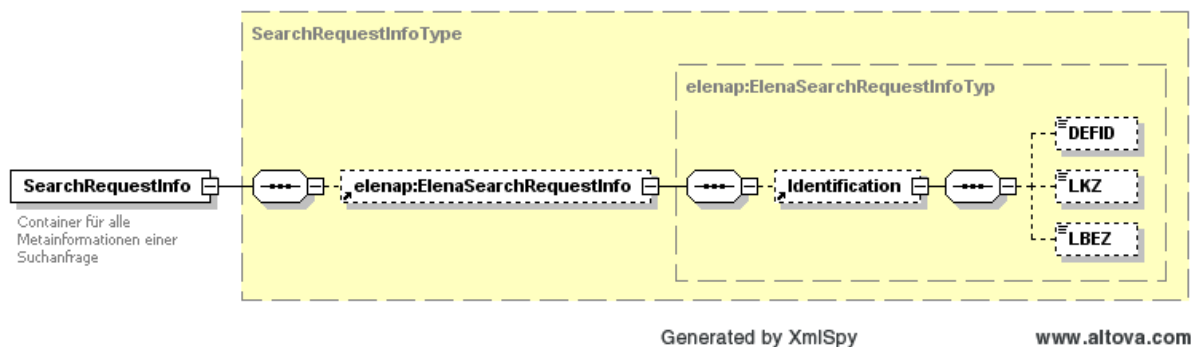 SearchRequestInfoType
elenap:ElenaSearchRequestInfoTyp
DEFID
SearchRequestInfo
elenap:ElenaSearchRequestInfo
Identification
LKZ
LBEZ
Container für alle
Metainformationen einer
Suchanfrage
Generated by XmlSpy
www.altova.com